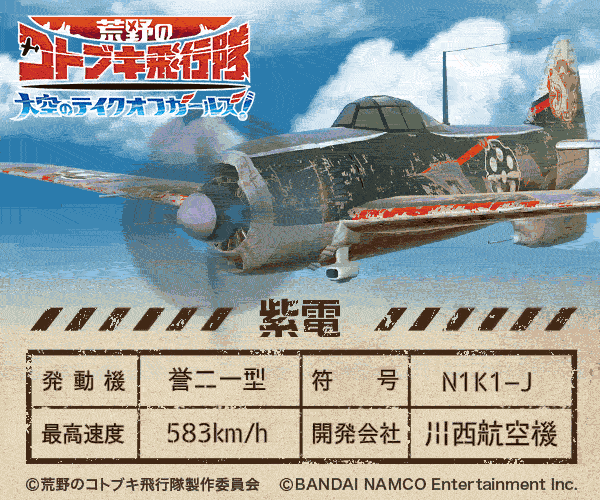 荒野の
コトブキ飛行隊
大空のテイクオフガールズ!
紫電
発動機 誉二一型 符号 N1K1-J
最高速度 583km/h 開発会社 川西航空機
©荒野のコトブキ飛行隊製作委員会 ©BANDAI NAMCO Entertainment Inc.